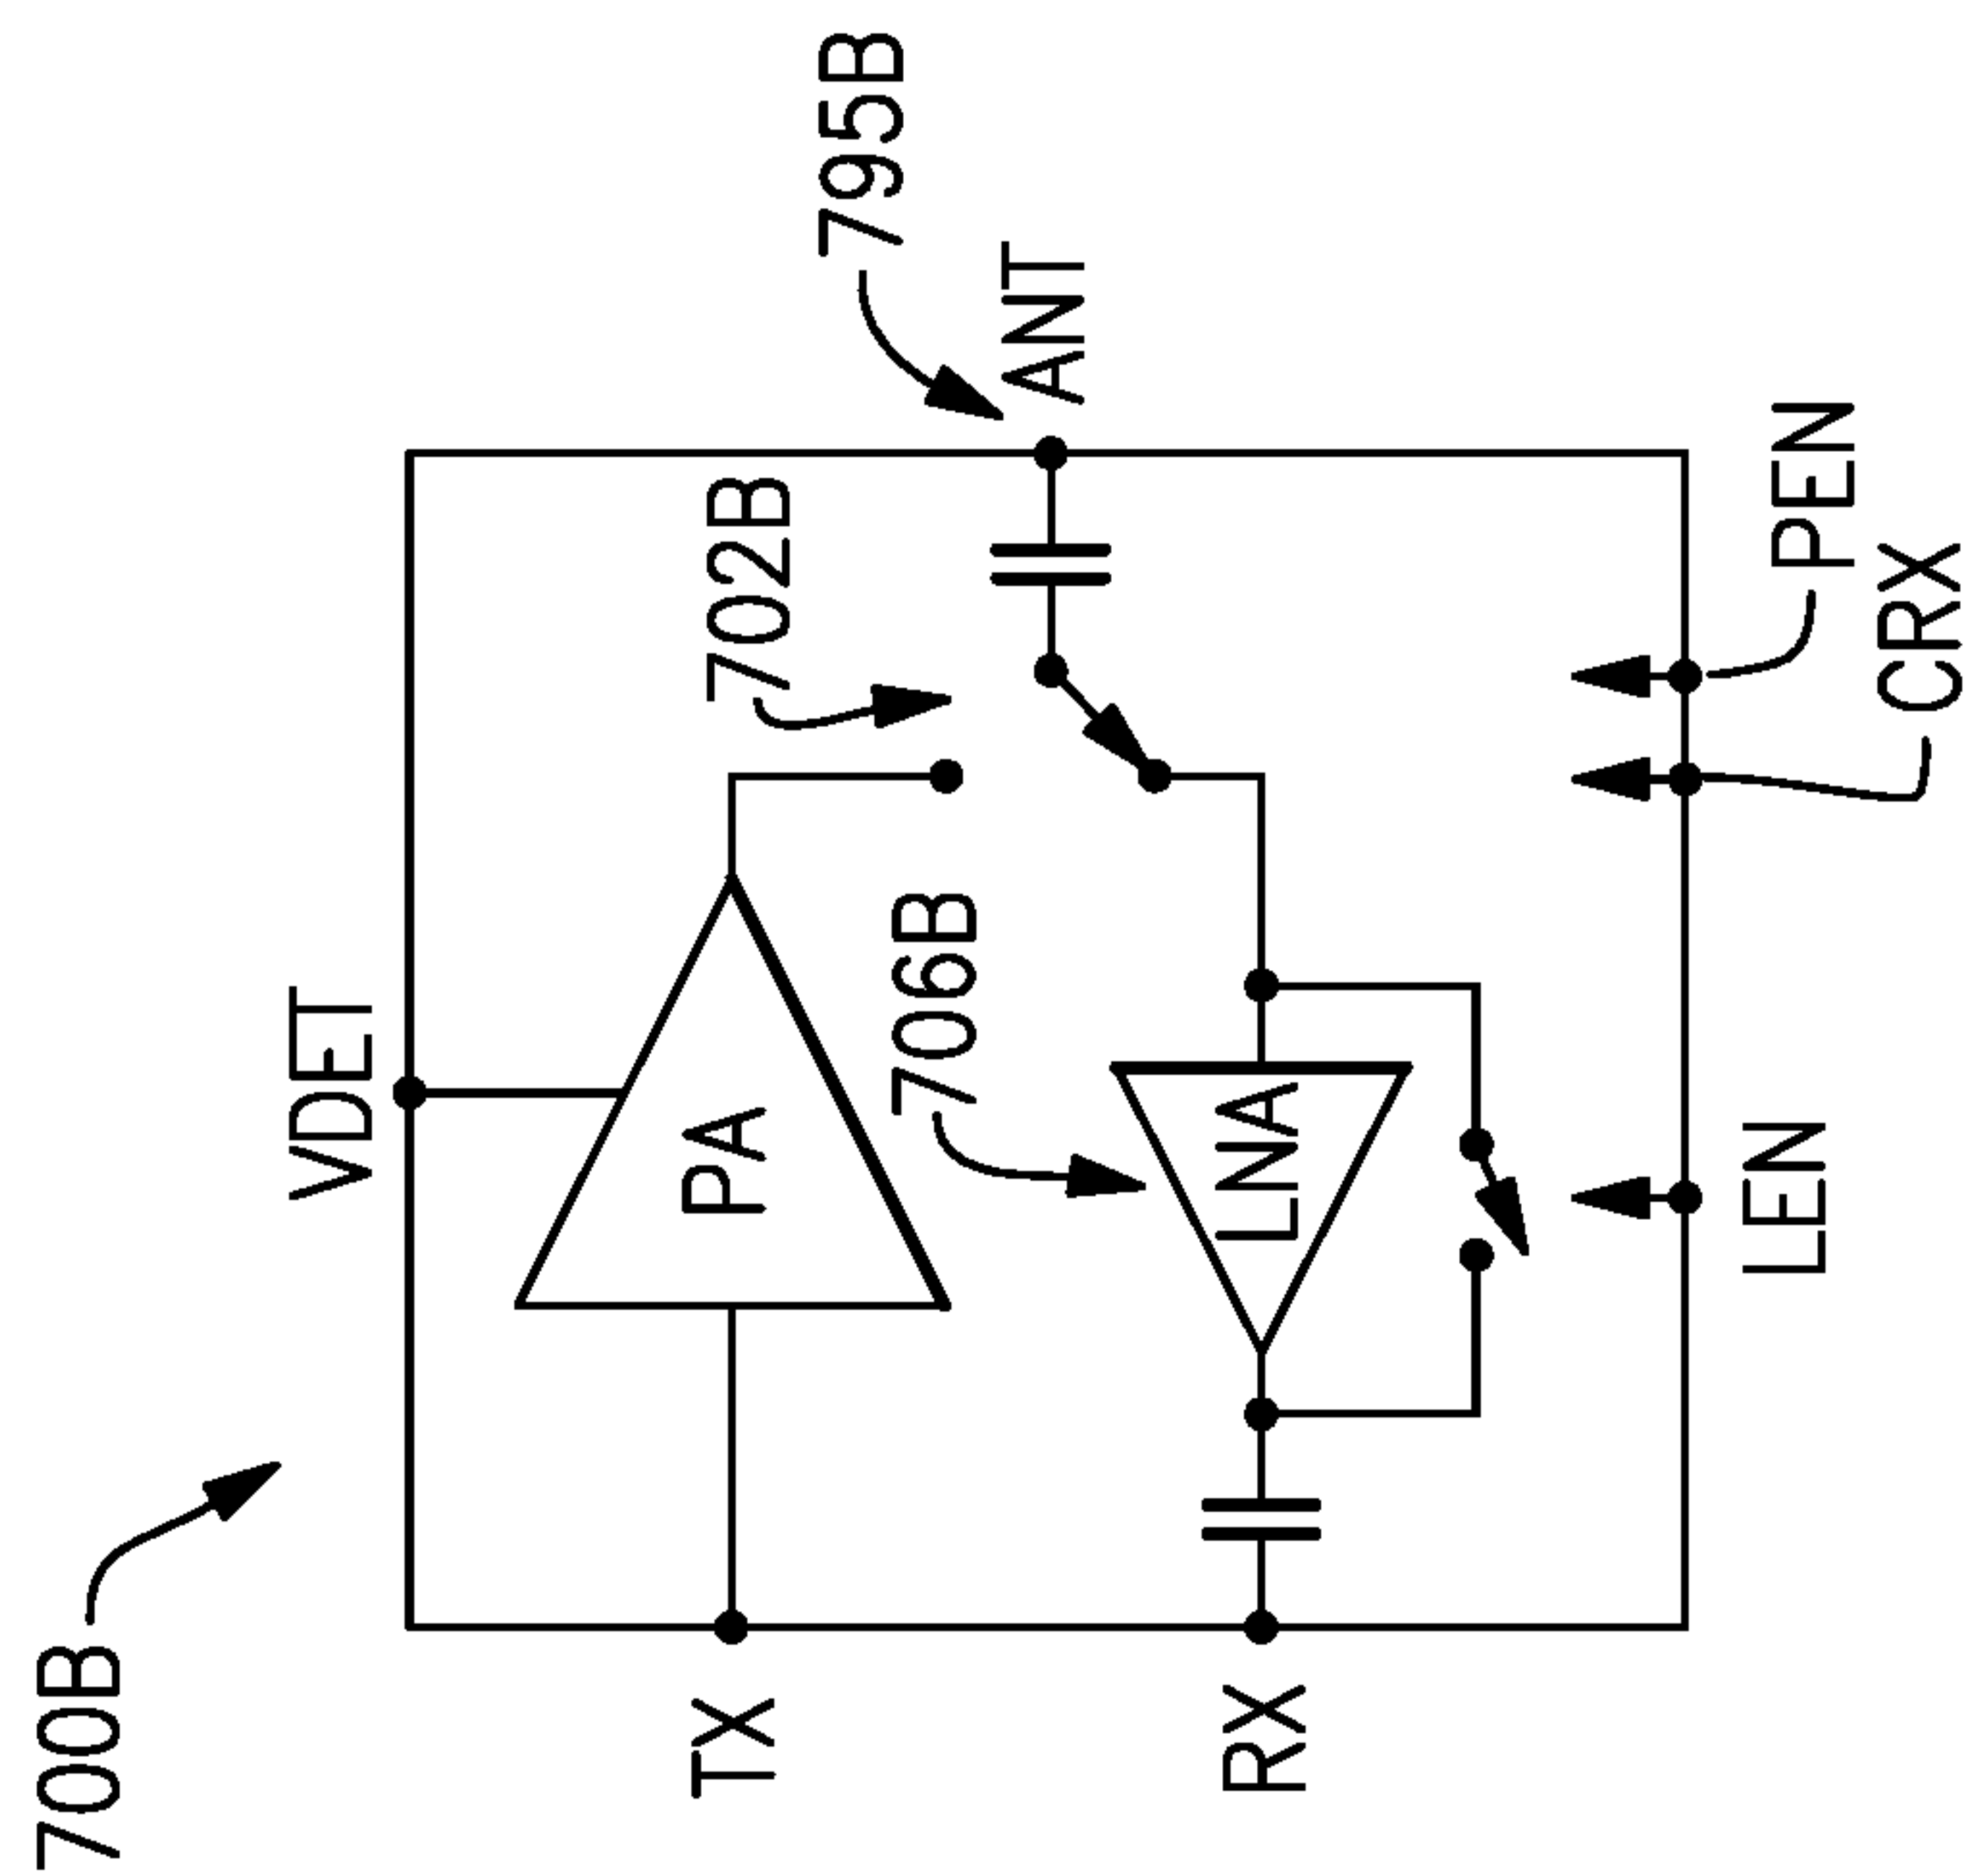 700B
VDET
795B
702B
ANT
PA
706B
TX
LNA
RX
LEN
CRX
PEN